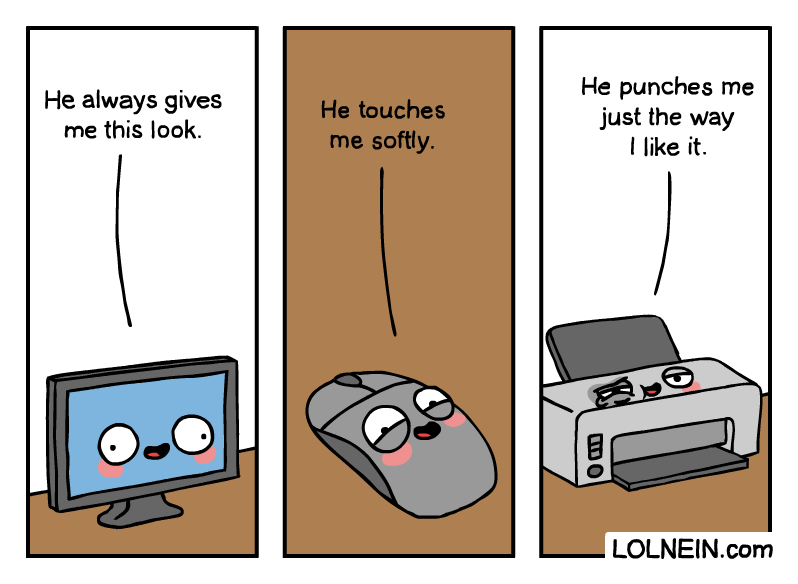 He always gives
me this look.
He touches
me softly.
He punches me
just the way
I like it.
LOLNEIN.com